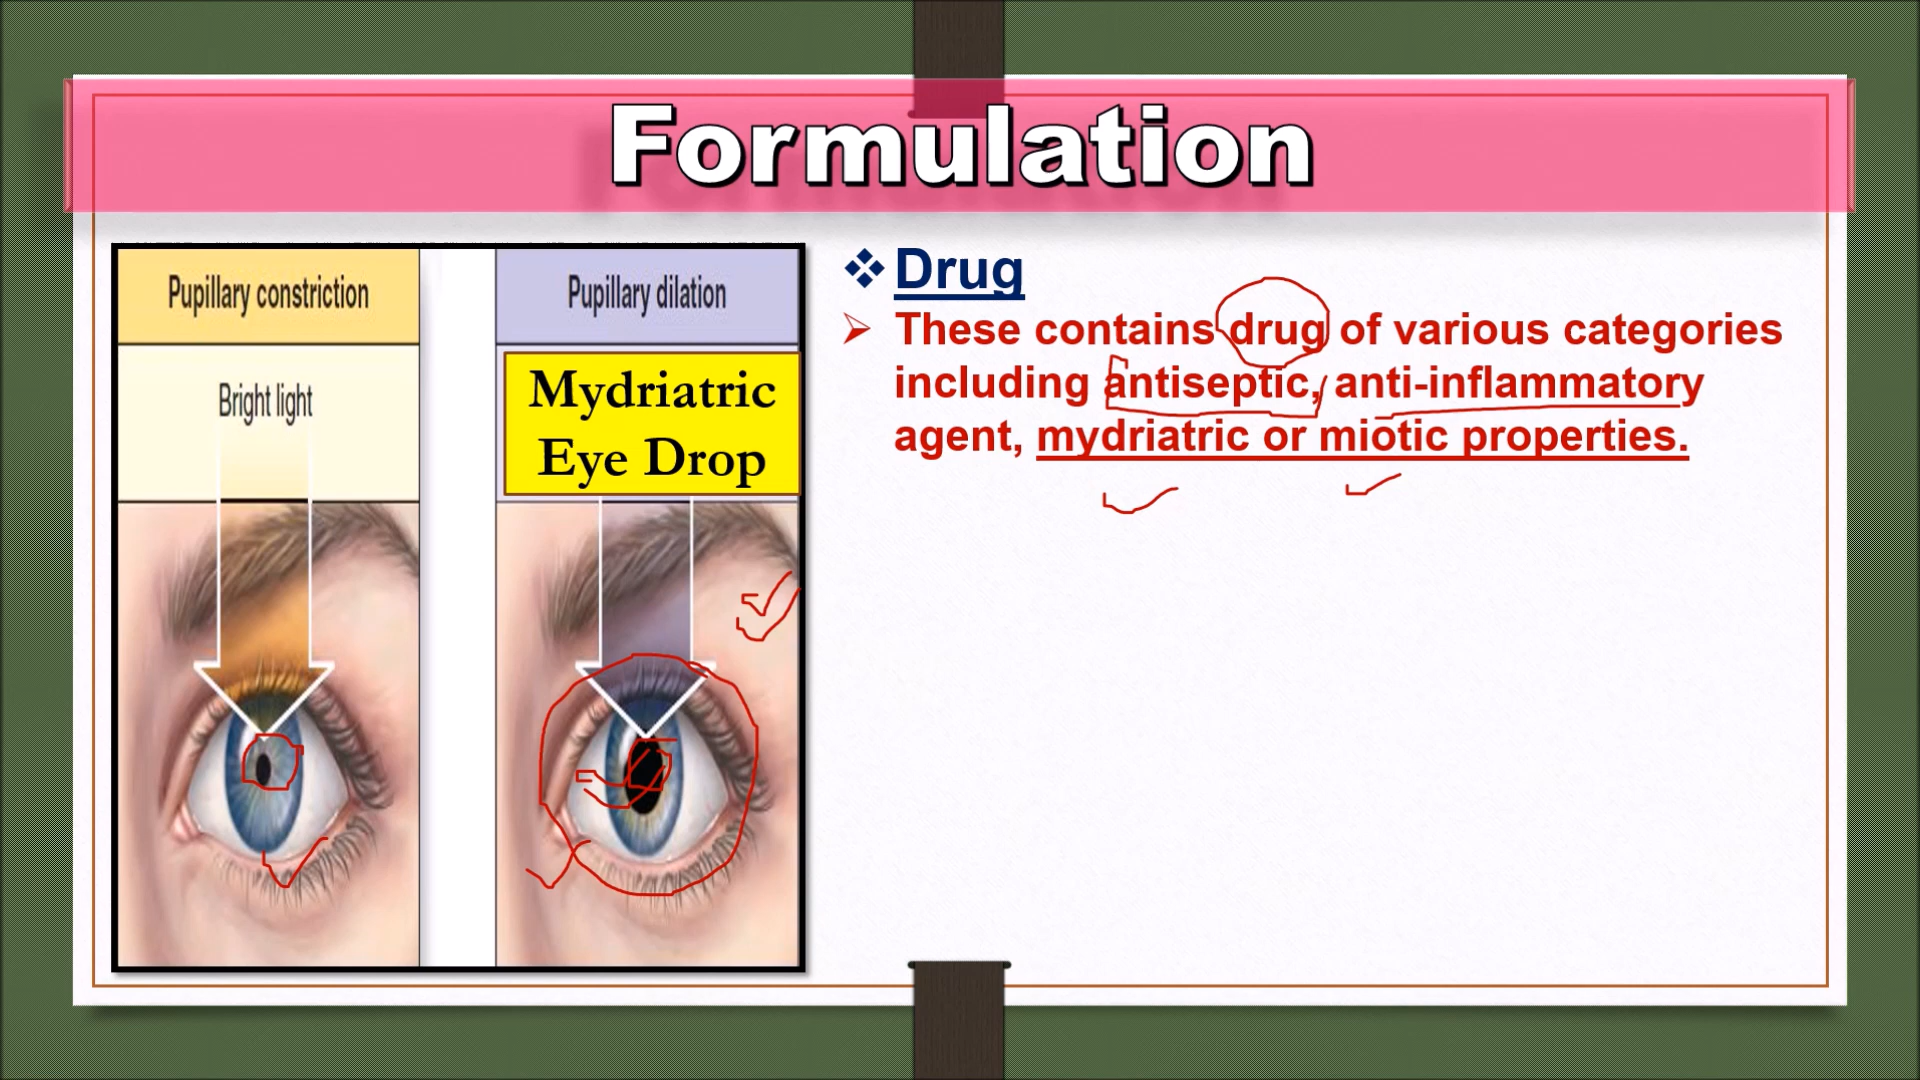 Formulation
Pupillary constriction
Bright light
Pupillary dilation
Mydriatric
Eye Drop
Drug
These contains drug of various categories
including antiseptic, anti-inflammatory
agent, mydriatric or miotic properties.